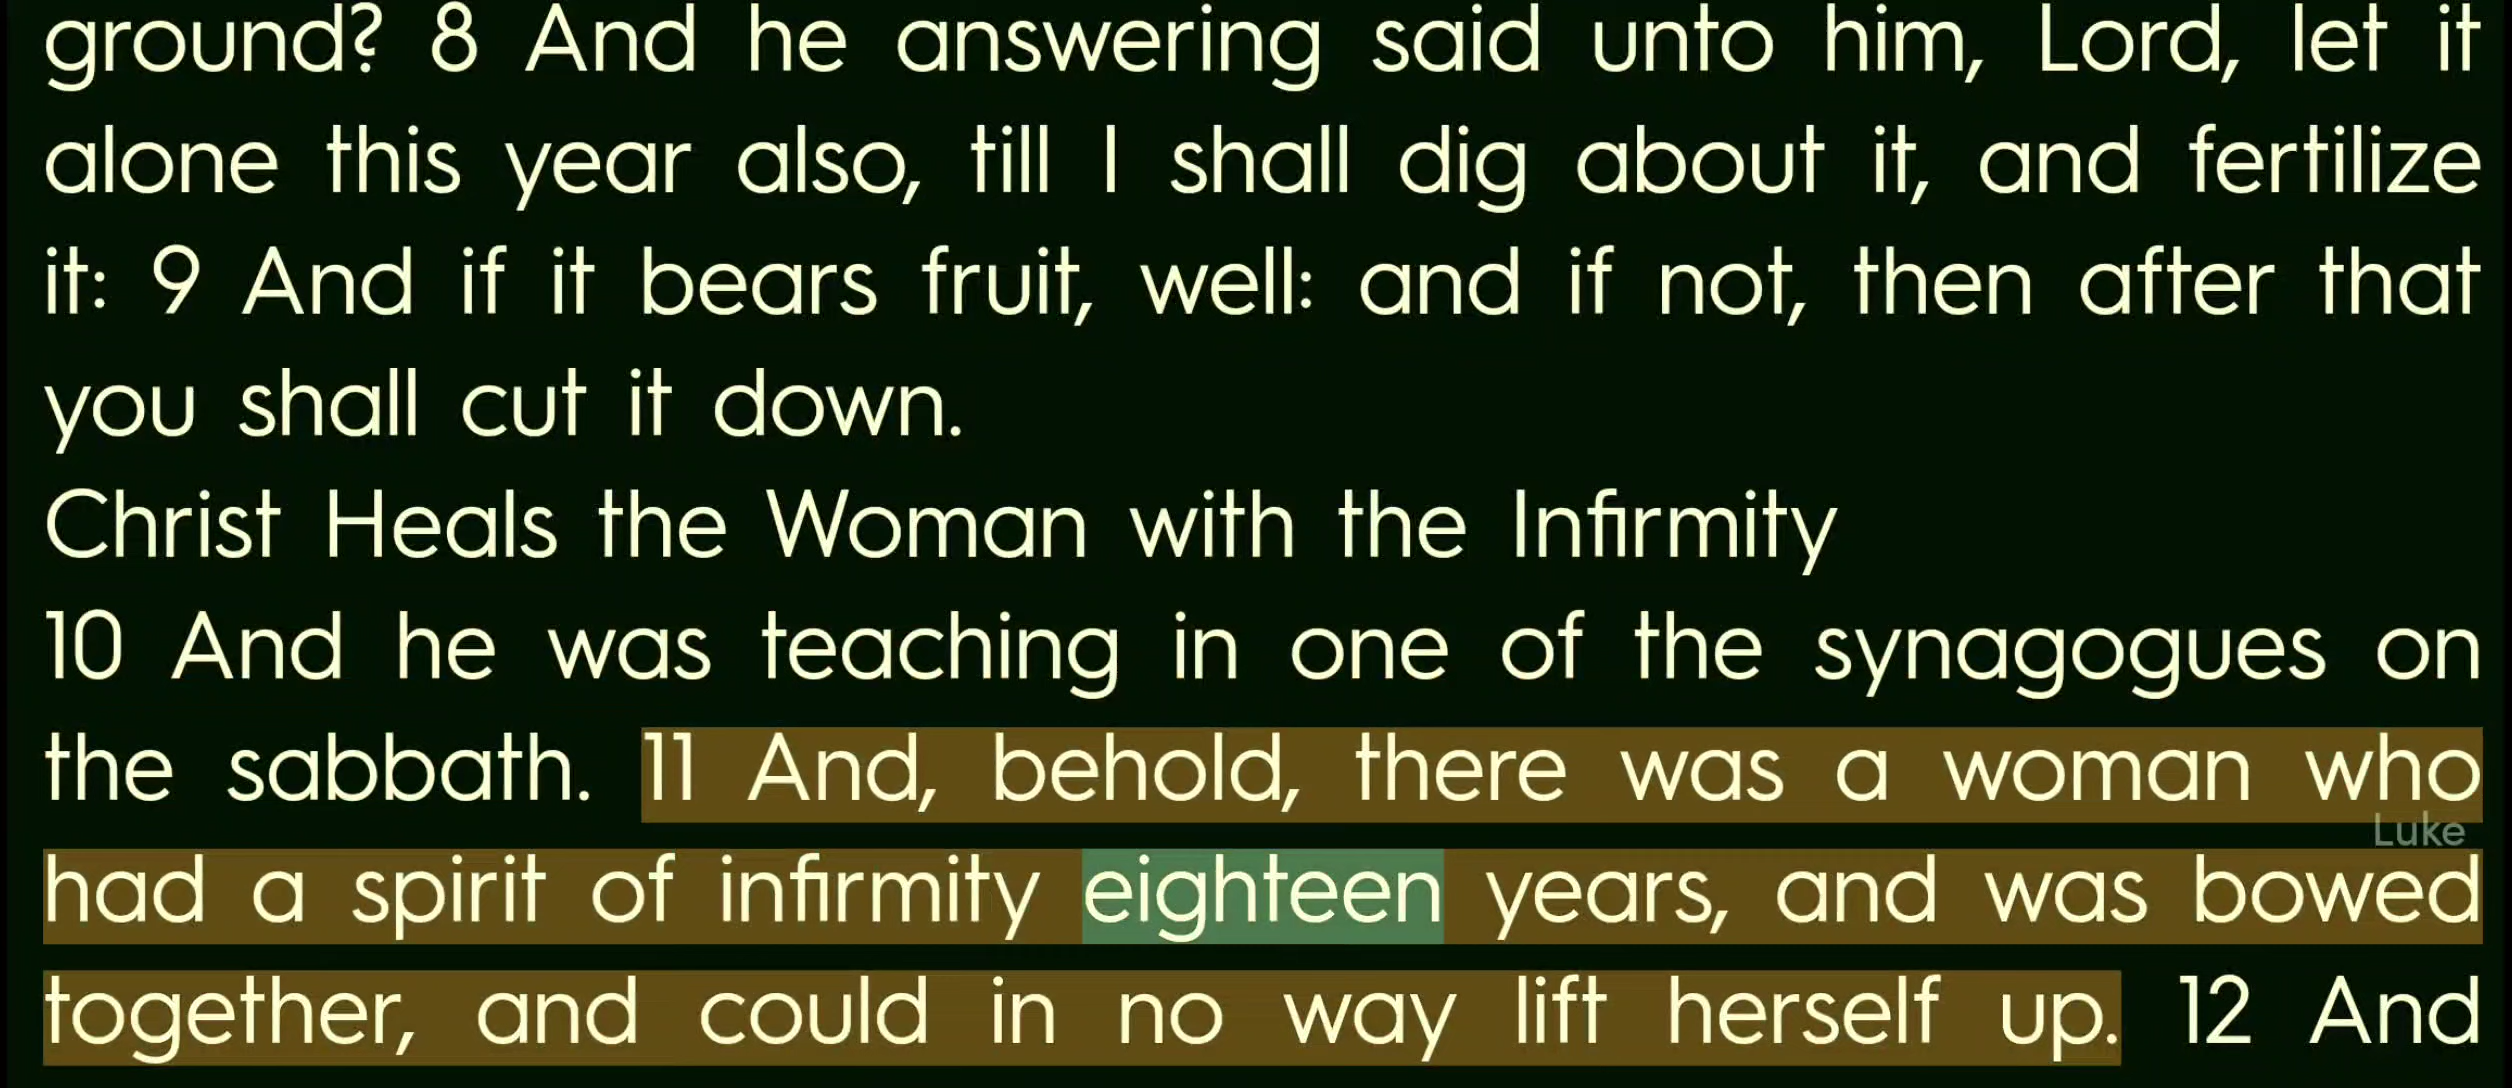 ground? 8 And he answering said unto him, Lord, let it
alone this year also, till I shall dig about it, and fertilize
it: 9 And if it bears fruit, well: and if not, then after that
you shall cut it down.
Christ Heals the Woman with the Infirmity
10 And he was teaching in one of the synagogues on
the sabbath. 11 And, behold, there was a woman who
Luke
had a spirit of infirmity eighteen years, and was bowed
together, and could in no way lift herself up. 12 And